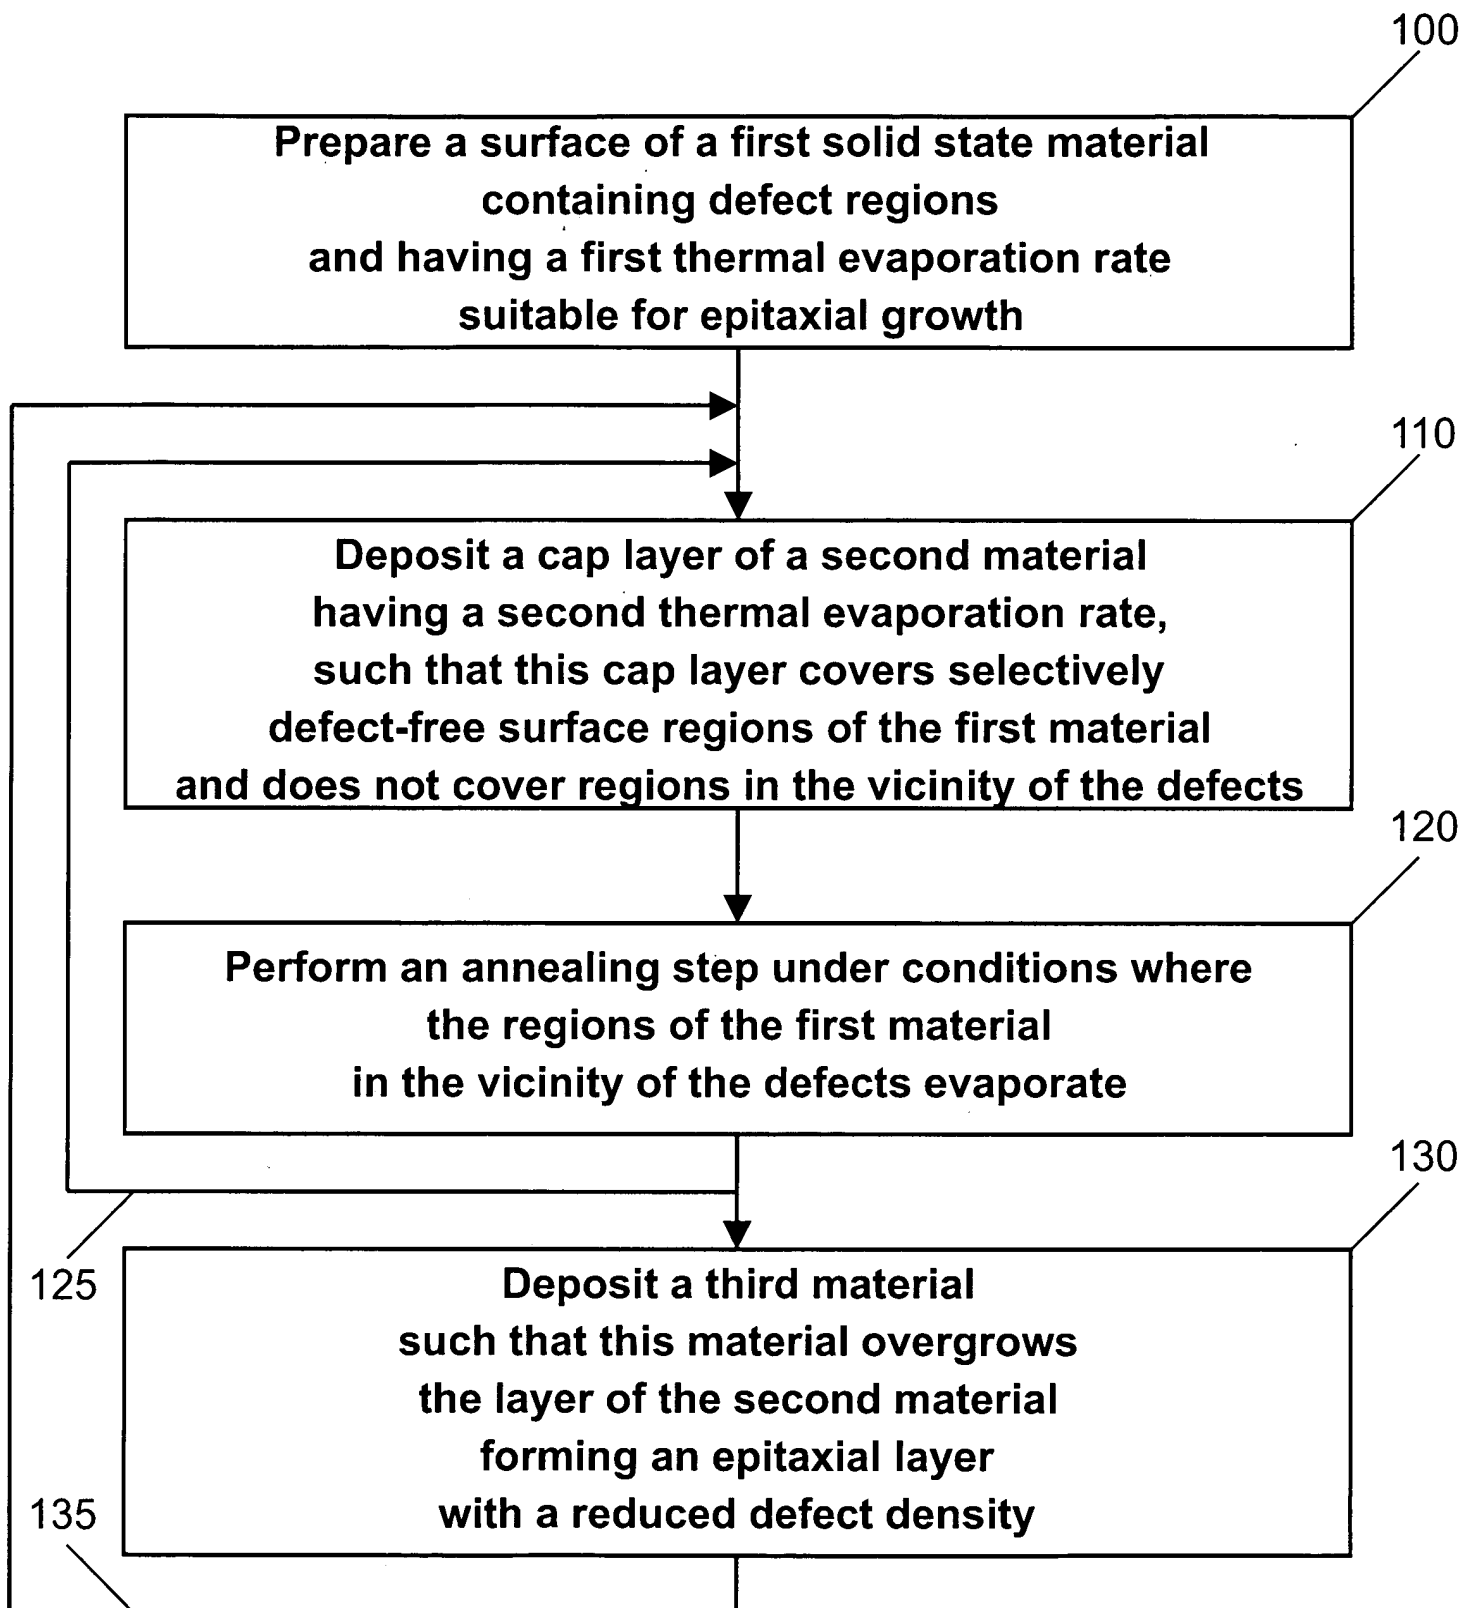 100
Prepare a surface of a first solid state material
containing defect regions
and having a first thermal evaporation rate
suitable for epitaxial growth
110
Deposit a cap layer of a second material
having a second thermal evaporation rate,
such that this cap layer covers selectively
defect-free surface regions of the first material
and does not cover regions in the vicinity of the defects
120
Perform an annealing step under conditions where
the regions of the first material
in the vicinity of the defects evaporate
130
125
Deposit a third material
such that this material overgrows
the layer of the second material
forming an epitaxial layer
with a reduced defect density
135